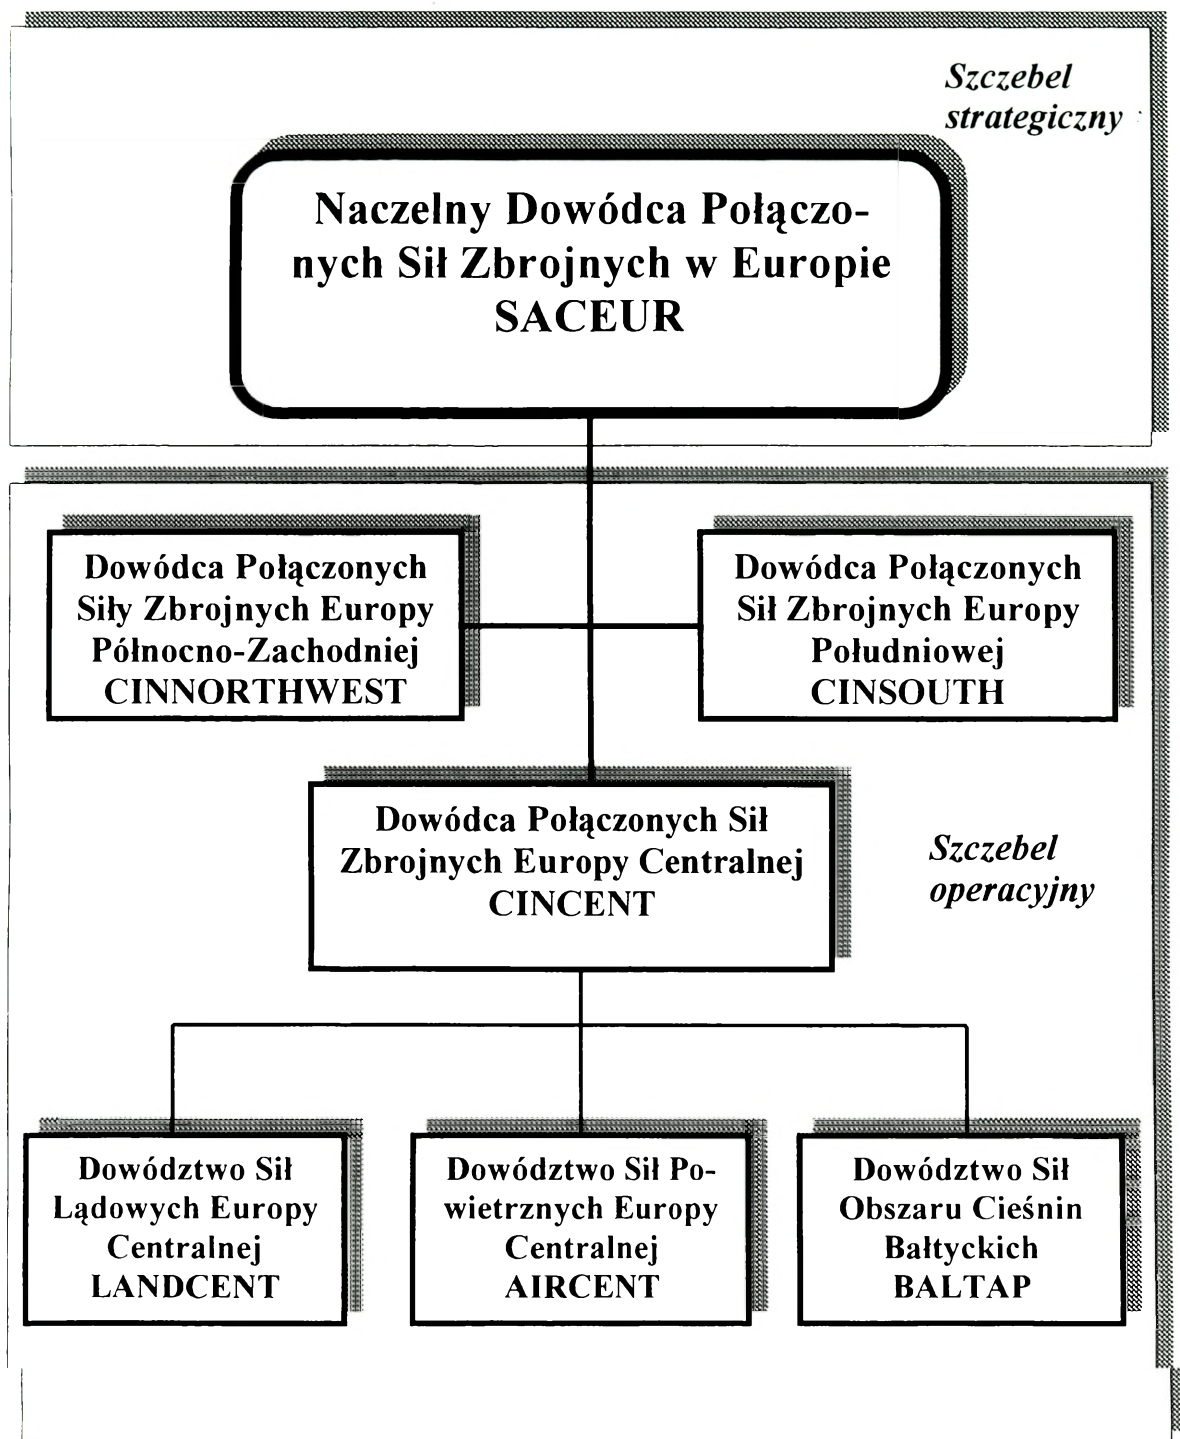 Szczebel
strategiczny
Naczelny Dowódca Połączo-
nych Sił Zbrojnych w Europie
SACEUR
Dowódca Połączonych
Siły Zbrojnych Europy
Północno-Zachodniej
CINNORTHWEST
Dowódca Połączonych
Sił Zbrojnych Europy
Południowej
CINSOUTH
Dowódca Połączonych Sił
Zbrojnych Europy Centralnej
CINCENT
Szczebel
operacyjny
Dowództwo Sił
Lądowych Europy
Centralnej
LANDCENT
Dowództwo Sił Po-
wietrznych Europy
Centralnej
AIRCENT
Dowództwo Sił
Obszaru Cieśnin
Bałtyckich
BALTAP